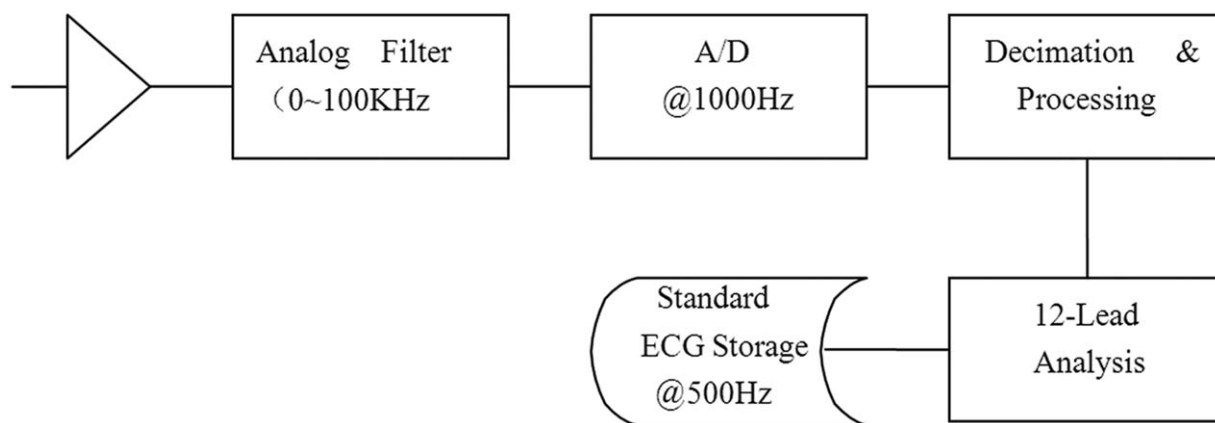 Analog Filter
（0~100KHz
A/D
@1000Hz
Decimation &
Processing
12-Lead
Analysis
Standard
ECG Storage
@500Hz